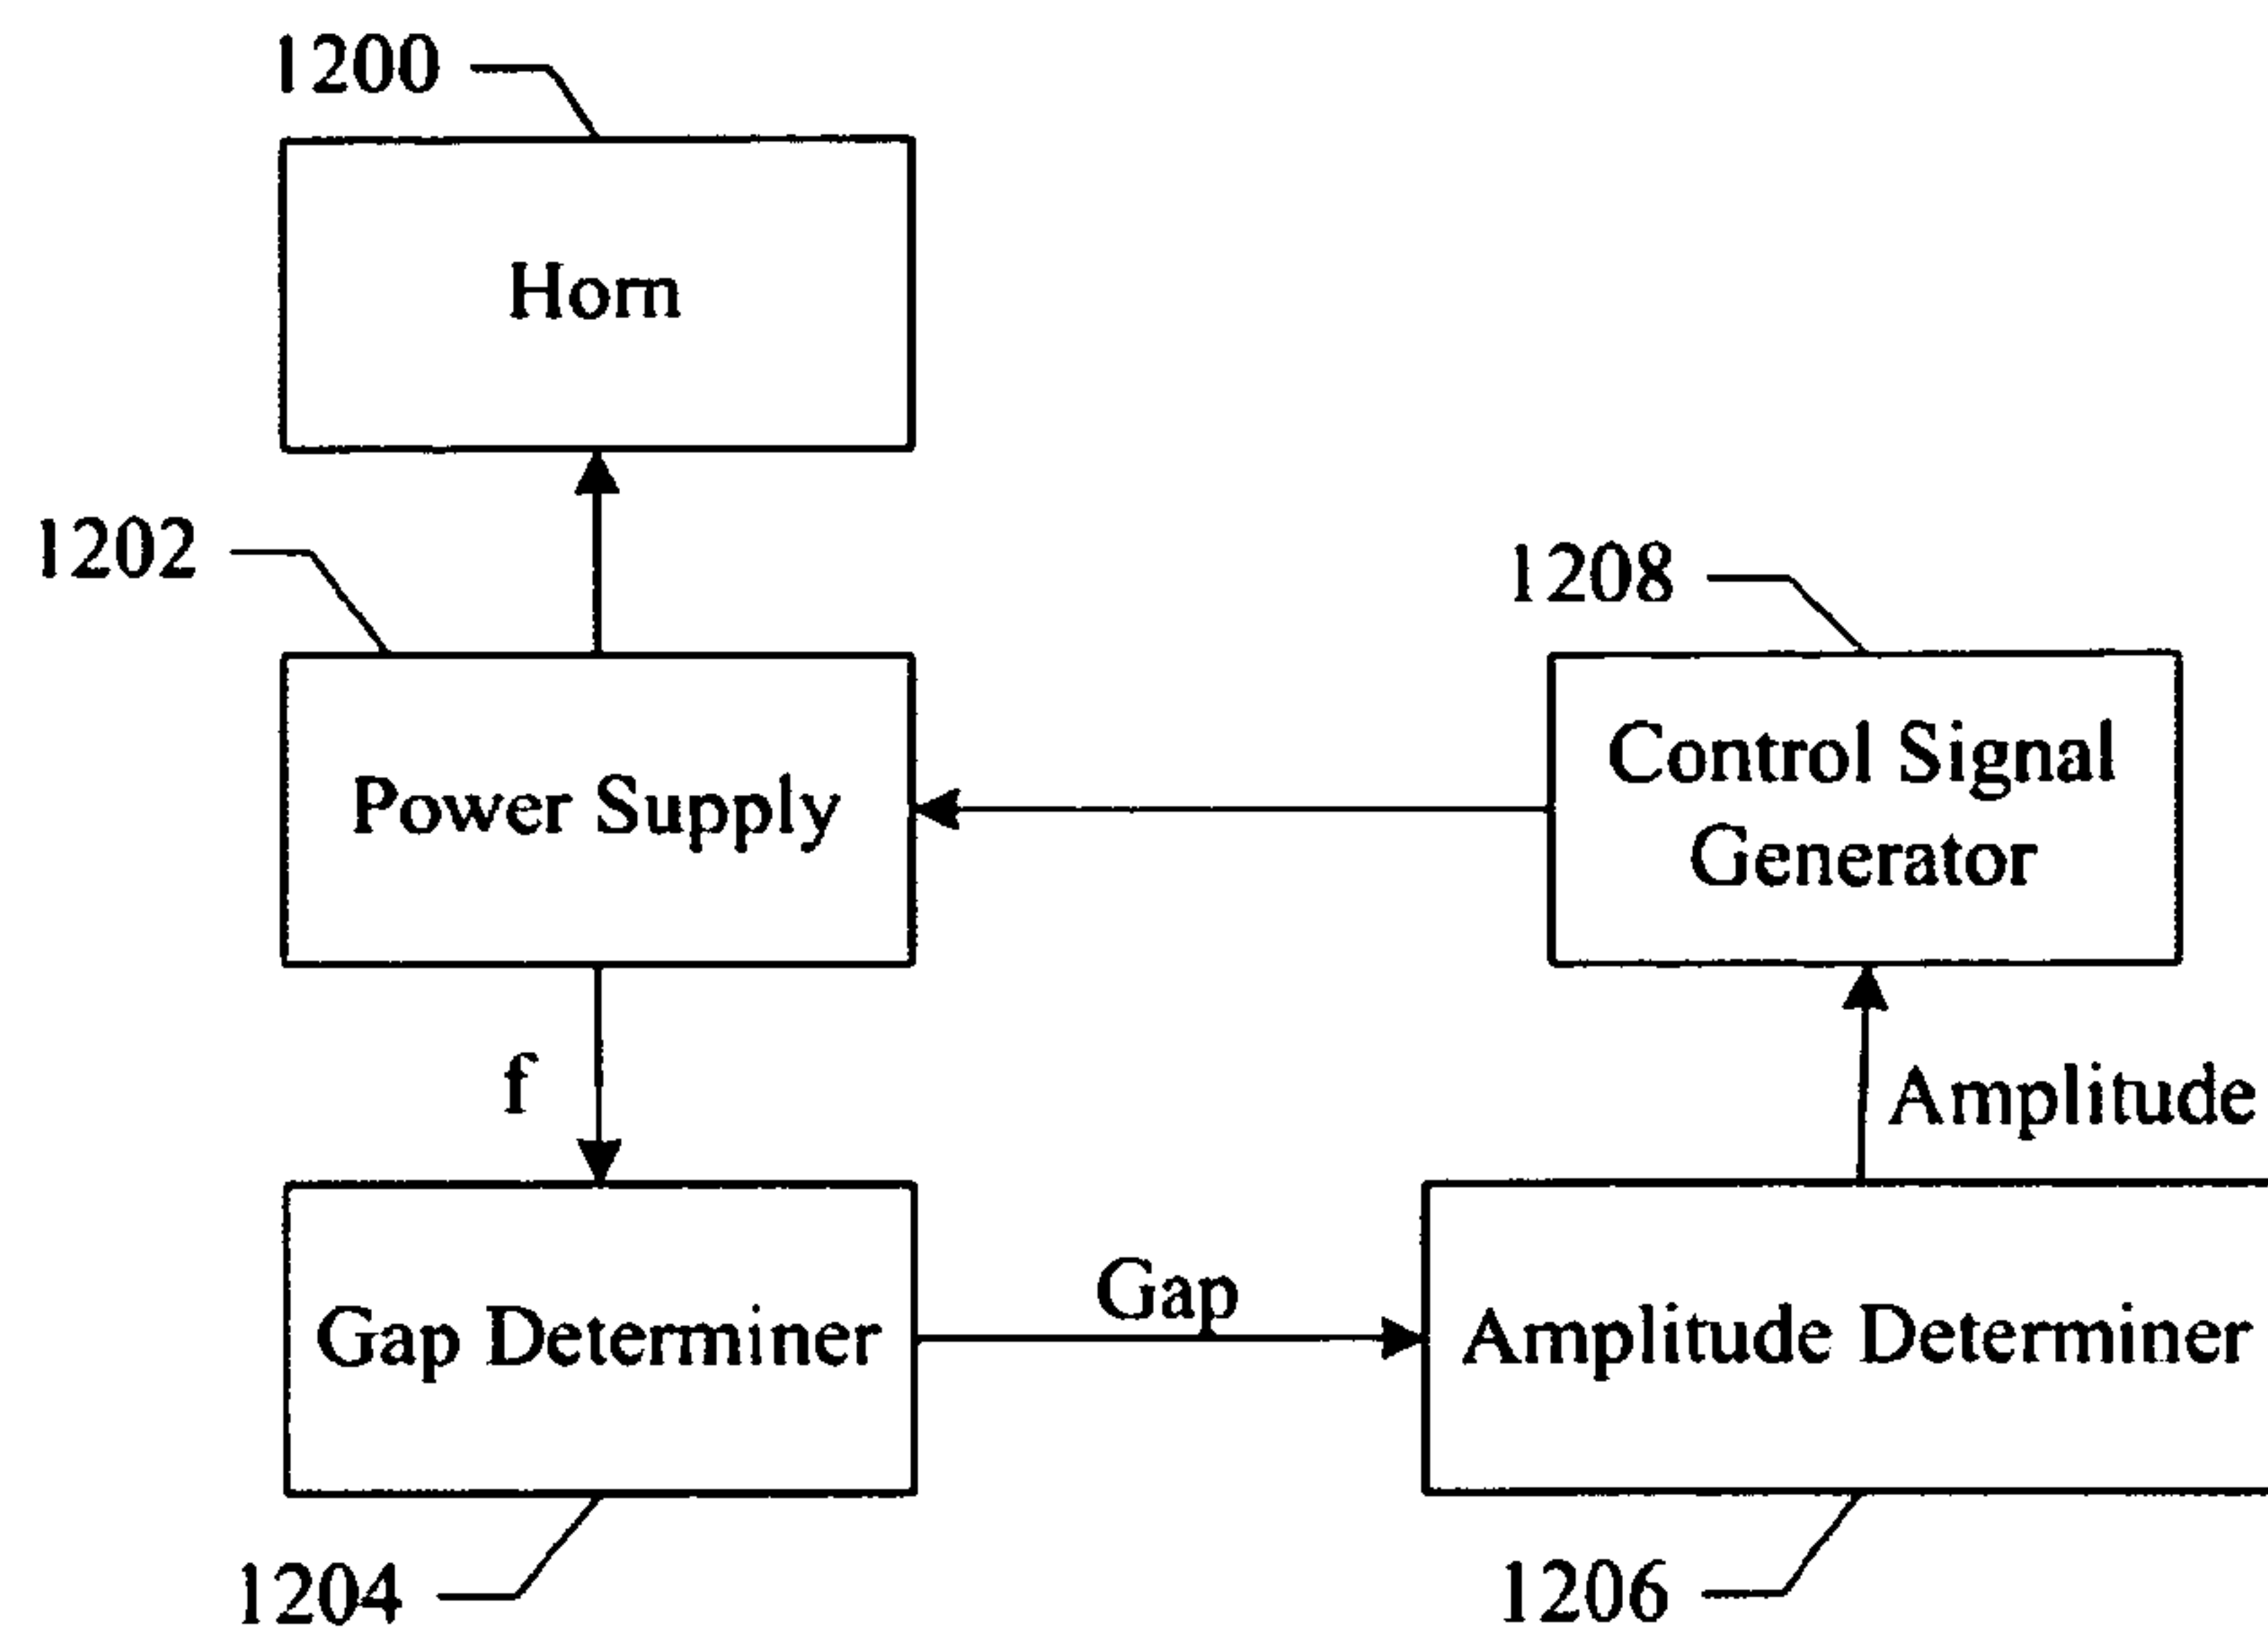 1200
Horn
1202
1208
Power Supply
Control Signal
Generator
f
Amplitude
Gap
Gap Determiner
Amplitude Determiner
1204
1206